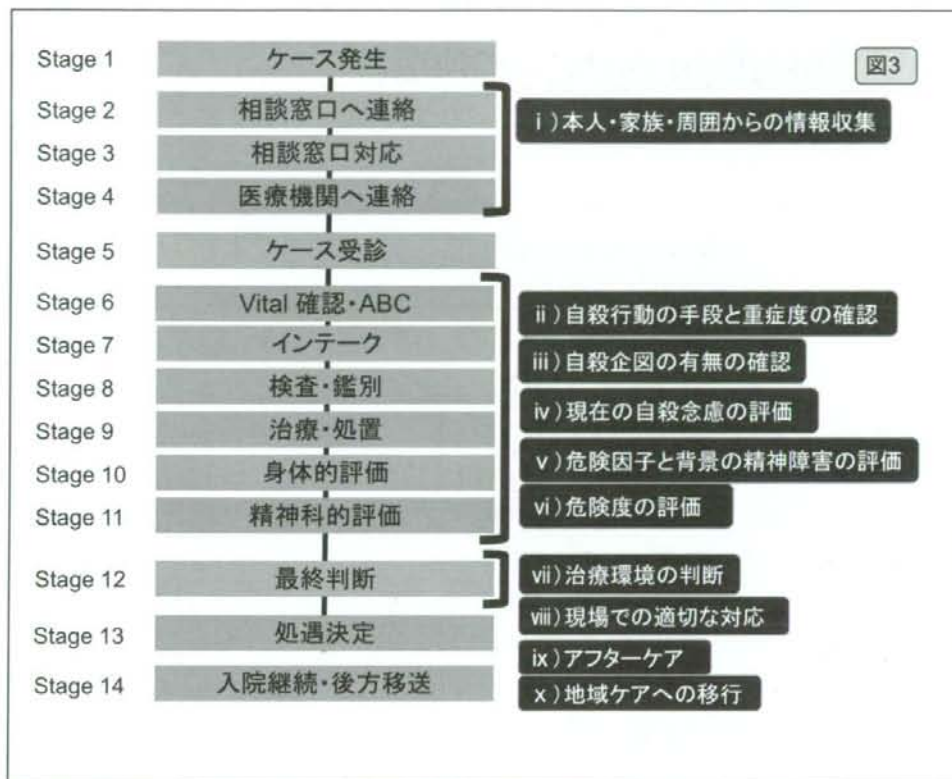 図3
Stage 1 ケース発生
Stage 2 相談窓口へ連絡
Stage 3 相談窓口対応
Stage 4 医療機関へ連絡
ⅰ)本人・家族・周囲からの情報収集
Stage 5 ケース受診
Stage 6 Vital 確認・ABC
Stage 7 インテーク
Stage 8 検査・鑑別
Stage 9 治療・処置
Stage 10 身体的評価
Stage 11 精神科的評価
ⅱ)自殺行動の手段と重症度の確認
ⅲ)自殺企図の有無の確認
ⅳ)現在の自殺念慮の評価
ⅴ)危険因子と背景の精神障害の評価
ⅵ)危険度の評価
Stage 12 最終判断
Stage 13 処遇決定
Stage 14 入院継続・後方移送
ⅶ)治療環境の判断
ⅷ)現場での適切な対応
ⅸ)アフターケア
ⅹ)地域ケアへの移行